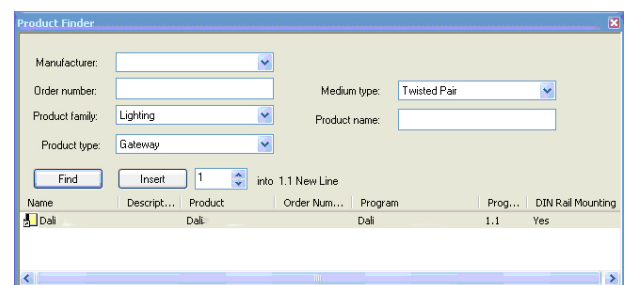 Product Finder
Manufacturer:
Order number:
Medium type: Twisted Pair
Product family: Lighting
Product name:
Product type: Gateway
Find Insert 1 into 1.1 New Line
Name Descript... Product Order Num... Program Prog... DIN Rail Mounting
Dali Dali Dali 1.1 Yes